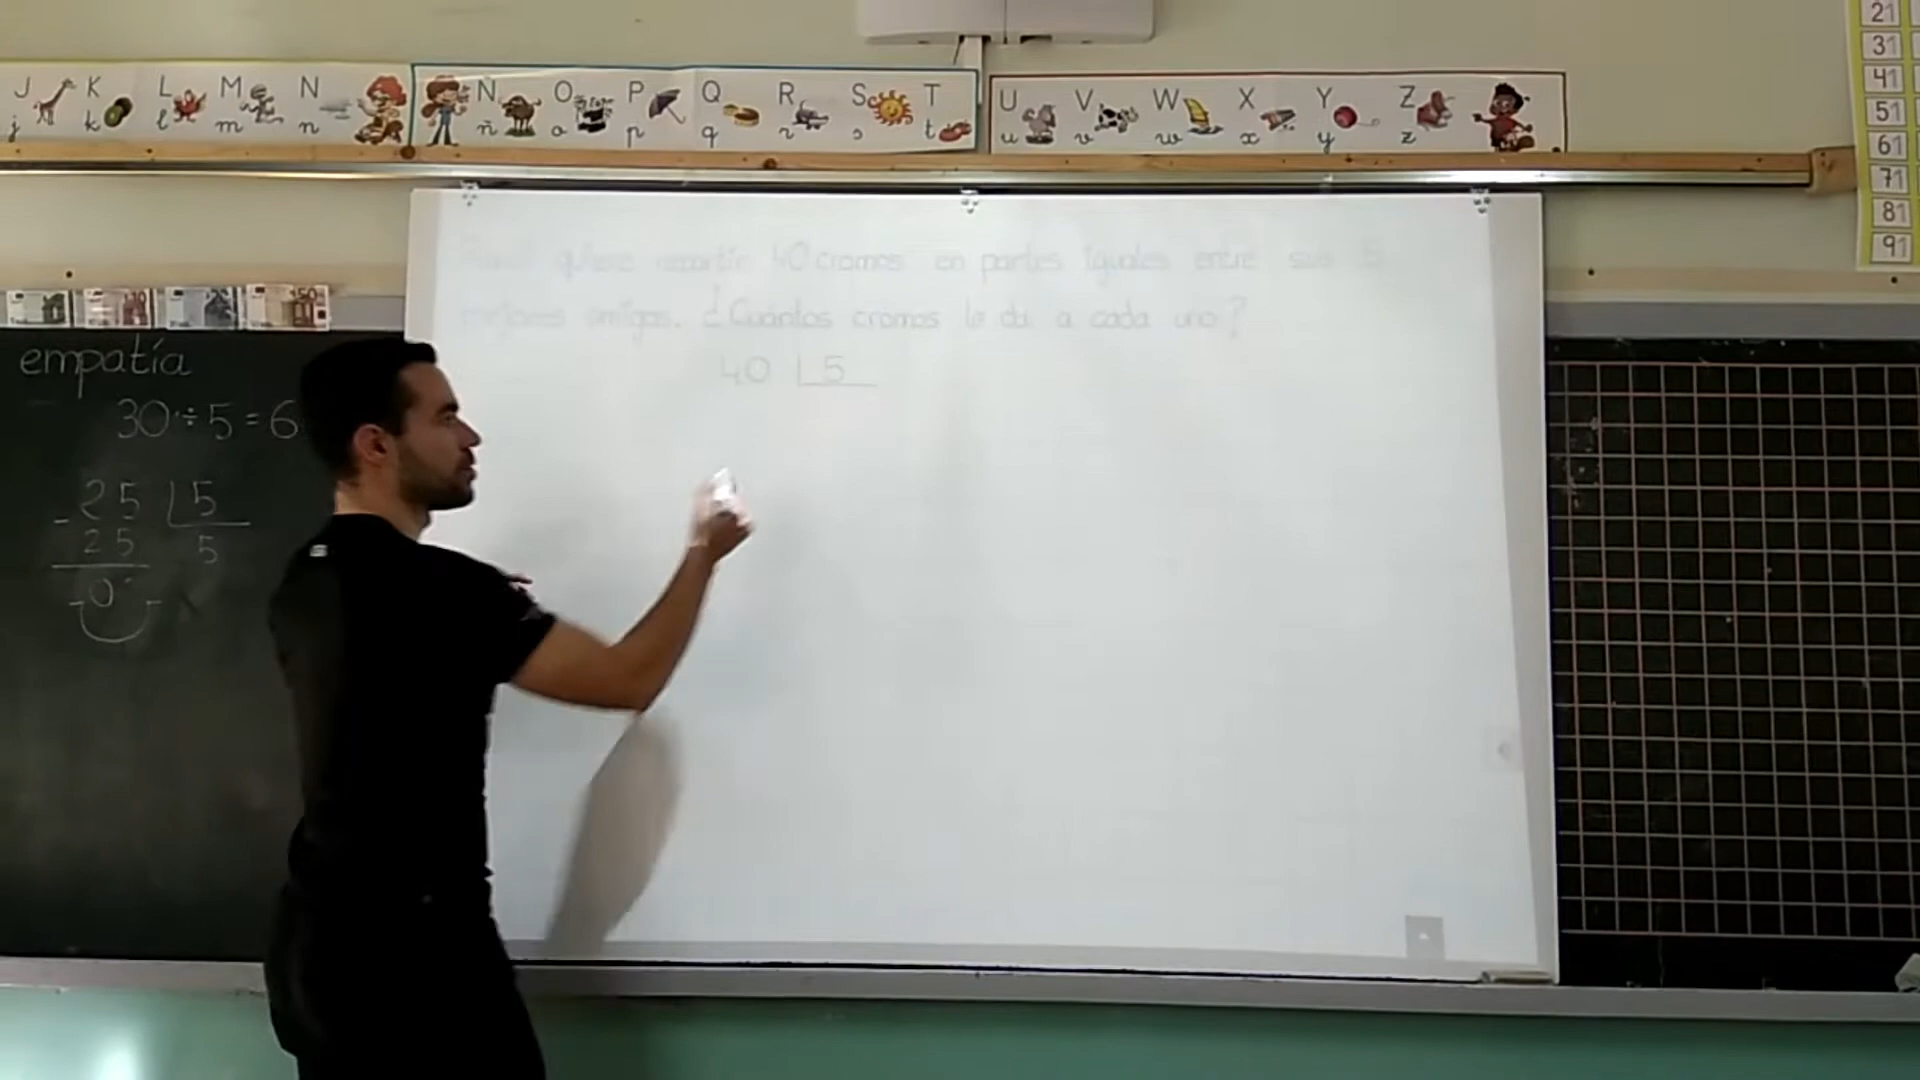 J K L M N Ñ O P Q R S T U V W X Y Z
j k l m n ñ o p q r s t u v w x y z
21
31
41
51
61
71
81
91
empatía
30÷5=6
25 5
-25 5
0
quiere repartir 40 cromos en partes iguales entre sus 5
mejores amigos. ¿Cuántos cromos le da a cada uno?
40 5